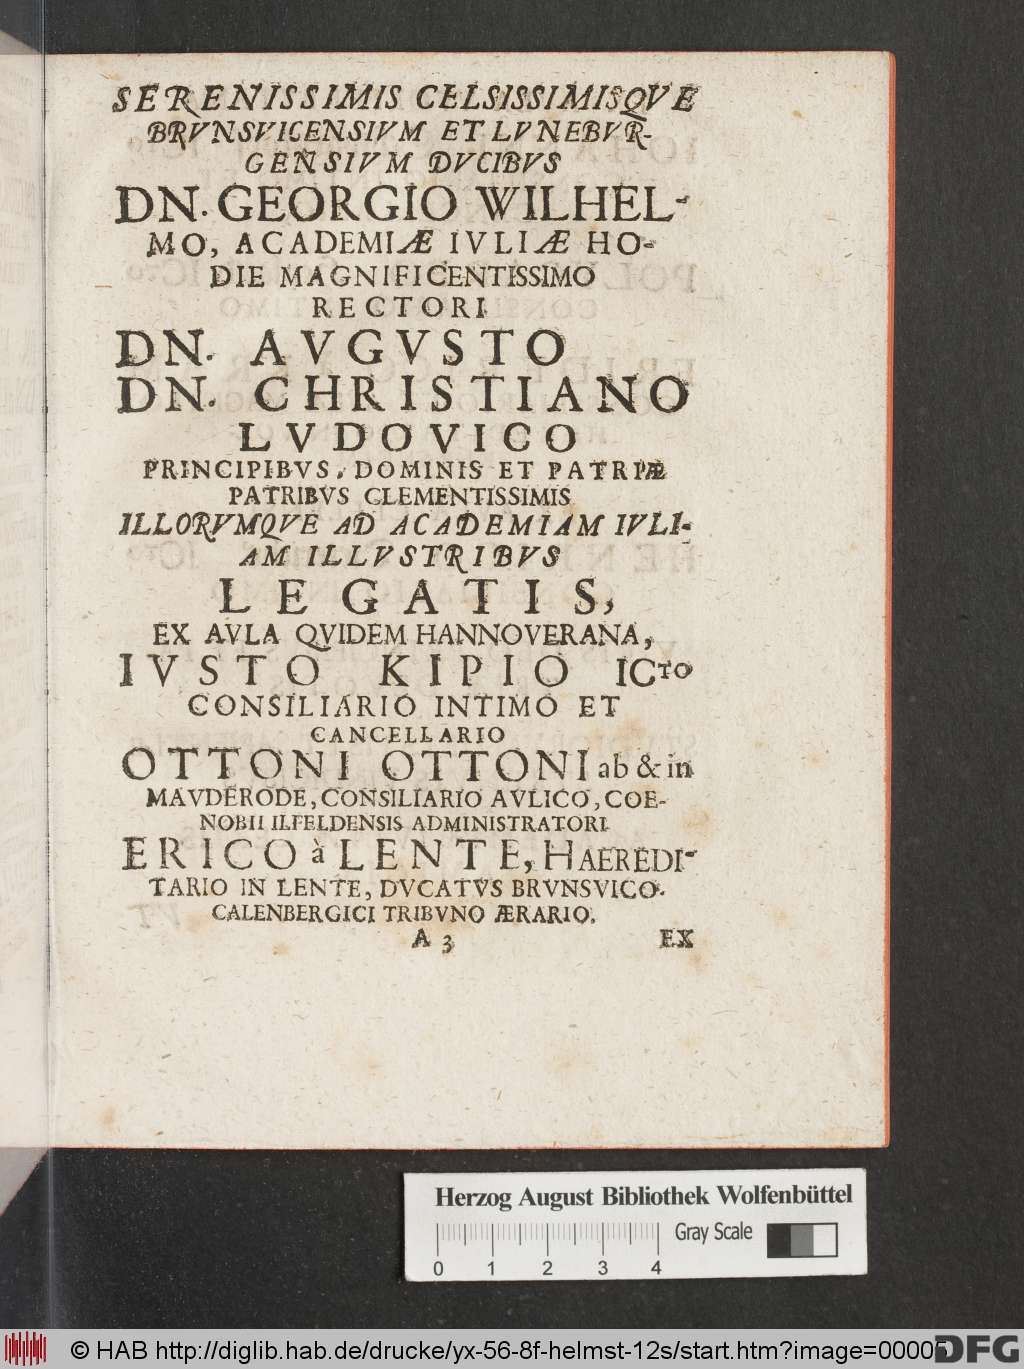 SERENISSIMIS CELSISSIMISQVE
BRVNSVICENSIVM ET LVNEBVR-
GENSIVM DVCIBVS
DN. GEORGIO WILHEL-
MO, ACADEMIÆ IVLIÆ HO-
DIE MAGNIFICENTISSIMO
RECTORI
DN. AVGVSTO
DN. CHRISTIANO
LVDOVICO
PRINCIPIBVS, DOMINIS ET PATRIÆ
PATRIBVS CLEMENTISSIMIS
ILLORVMQVE AD ACADEMIAM IVLI-
AM ILLVSTRIBVS
LEGATIS,
EX AVLA QVIDEM HANNOVERANA,
IVSTO KIPIO ICTO
CONSILIARIO INTIMO ET
CANCELLARIO
OTTONI OTTONI ab & in
MAVDERODE, CONSILIARIO AVLICO, COE-
NOBII ILFELDENSIS ADMINISTRATORI
ERICO à LENTE, HAEREDI-
TARIO IN LENTE, DVCATVS BRVNSVICO-
CALENBERGICI TRIBVNO ÆRARIO.
A 3 EX
Herzog August Bibliothek Wolfenbüttel
Gray Scale
0 1 2 3 4
© HAB http://diglib.hab.de/drucke/yx-56-8f-helmst-12s/start.htm?image=00005
DFG